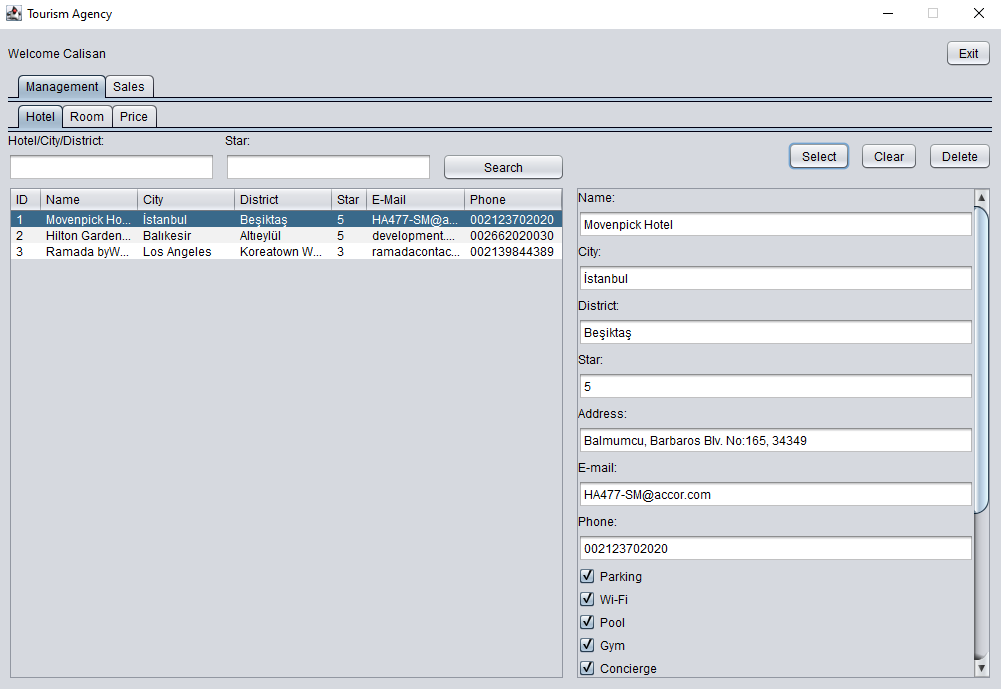 Tourism Agency
Welcome Calisan
Exit
Management Sales
Hotel Room Price
Hotel/City/District: Star:
Search
Select Clear Delete
ID Name City District Star E-Mail Phone
1 Movenpick Ho... İstanbul Beşiktaş 5 HA477-SM@a... 002123702020
2 Hilton Garden... Balıkesir Altıeylül 5 development.... 002662020030
3 Ramada byW... Los Angeles Koreatown W... 3 ramadacontac... 002139844389
Name:
Movenpick Hotel
City:
İstanbul
District:
Beşiktaş
Star:
5
Address:
Balmumcu, Barbaros Blv. No:165, 34349
E-mail:
HA477-SM@accor.com
Phone:
002123702020
Parking
Wi-Fi
Pool
Gym
Concierge